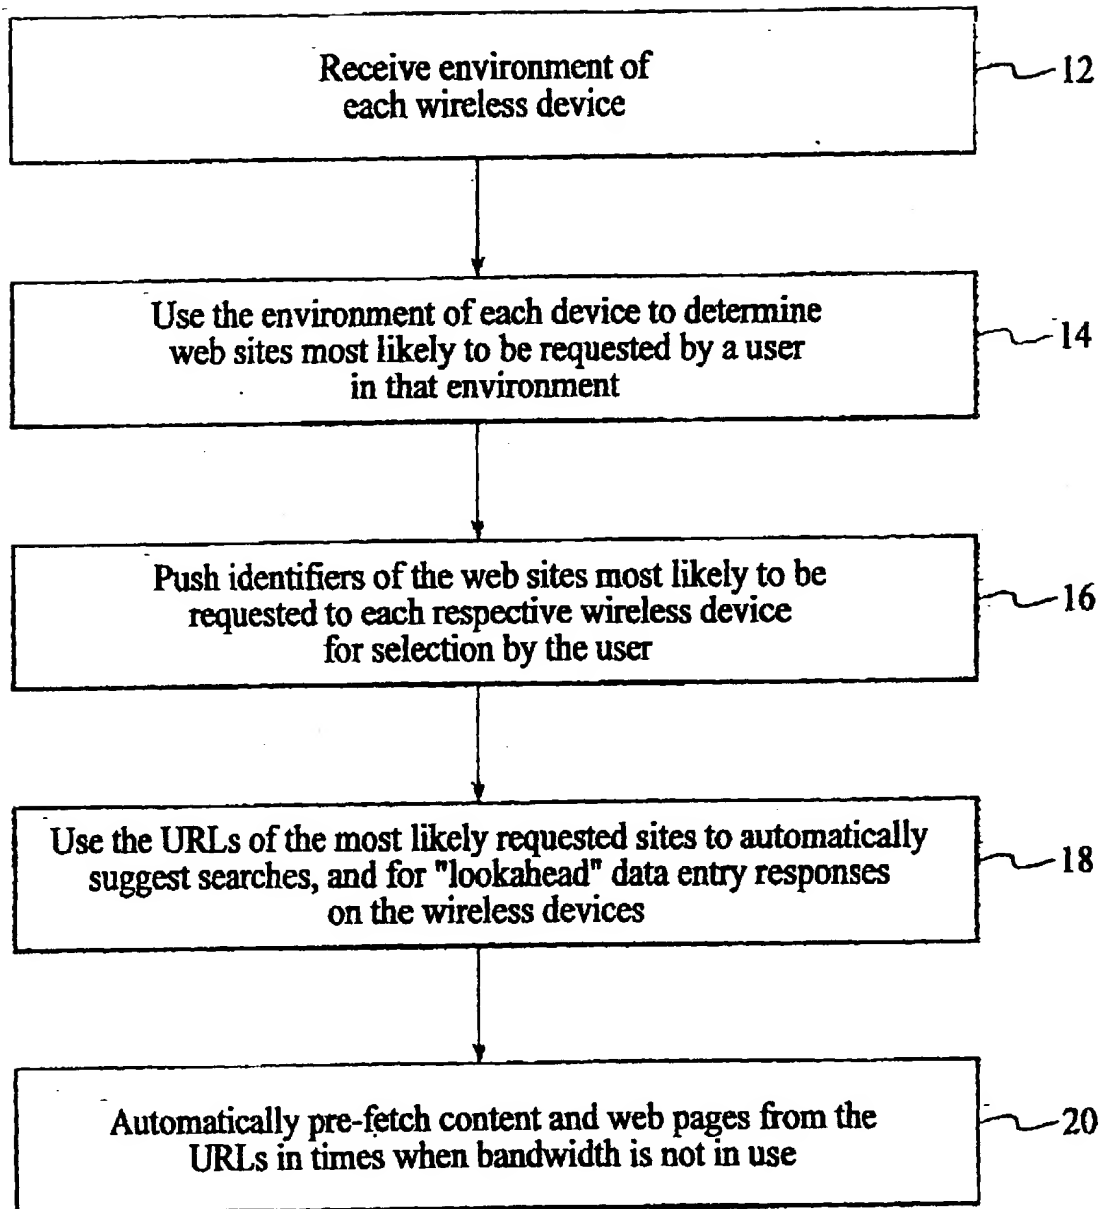 Receive environment of
each wireless device
12
Use the environment of each device to determine
web sites most likely to be requested by a user
in that environment
14
Push identifiers of the web sites most likely to be
requested to each respective wireless device
for selection by the user
16
Use the URLs of the most likely requested sites to automatically
suggest searches, and for "lookahead" data entry responses
on the wireless devices
18
Automatically pre-fetch content and web pages from the
URLs in times when bandwidth is not in use
20